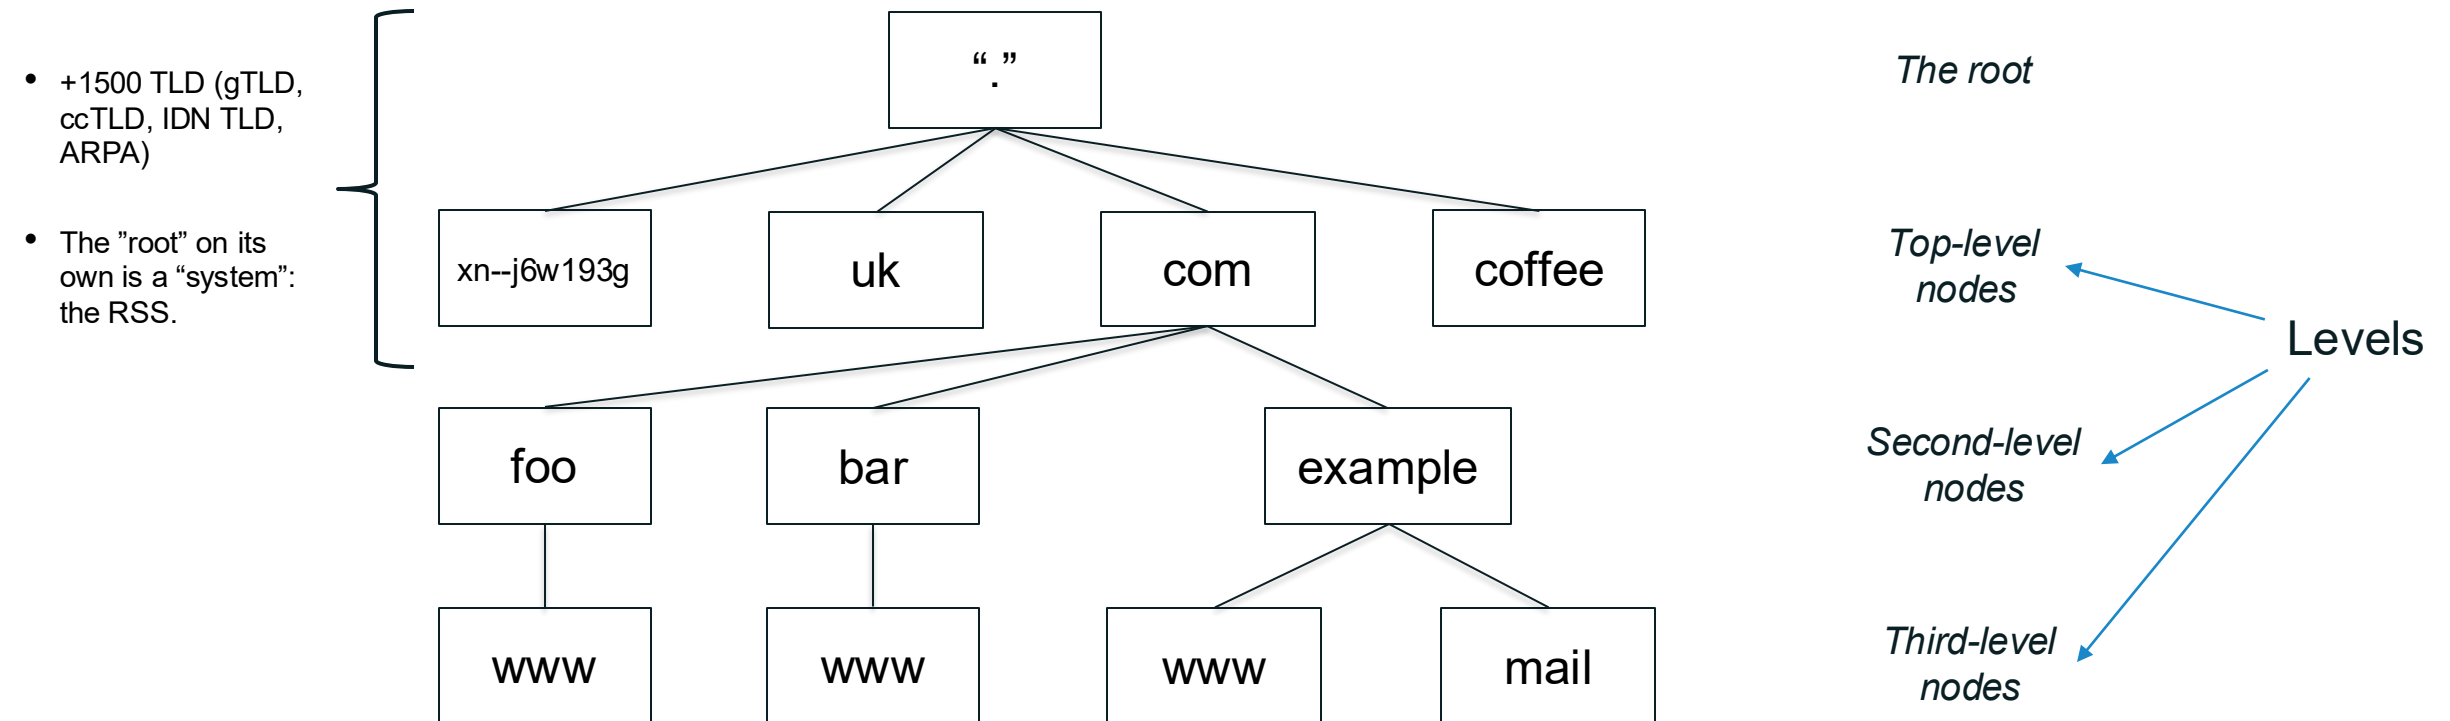 • +1500 TLD (gTLD,
ccTLD, IDN TLD,
ARPA)
• The ”root” on its
own is a “system”:
the RSS.
“.”
The root
xn--j6w193g
uk
com
coffee
Top-level
nodes
Levels
foo
bar
example
Second-level
nodes
www
www
www
mail
Third-level
nodes